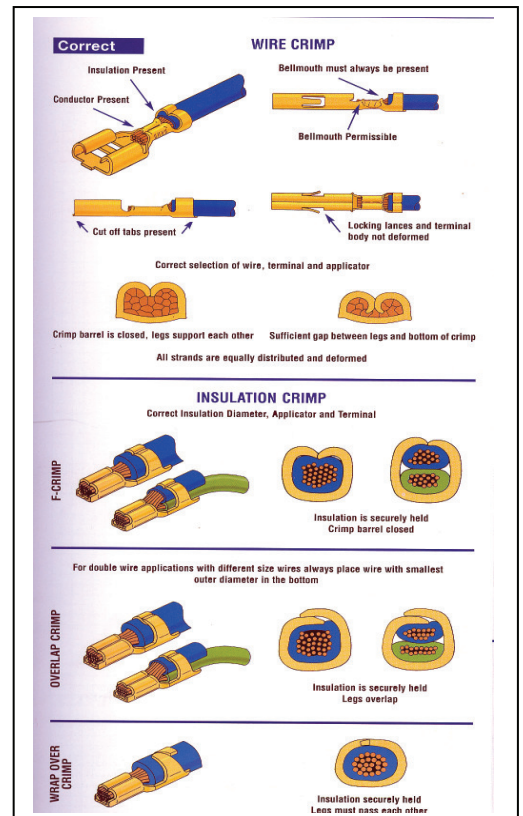 Correct
WIRE CRIMP
Insulation Present
Conductor Present
Bellmouth must always be present
Bellmouth Permissible
Cut off tabs present
Locking lances and terminal
body not deformed
Correct selection of wire, terminal and applicator
Crimp barrel is closed, legs support each other
Sufficient gap between legs and bottom of crimp
All strands are equally distributed and deformed
INSULATION CRIMP
Correct Insulation Diameter, Applicator and Terminal
F-CRIMP
Insulation is securely held
Crimp barrel closed
For double wire applications with different size wires always place wire with smallest
outer diameter in the bottom
OVERLAP CRIMP
Insulation is securely held
Legs overlap
WRAP OVER
CRIMP
Insulation securely held
Legs must pass each other